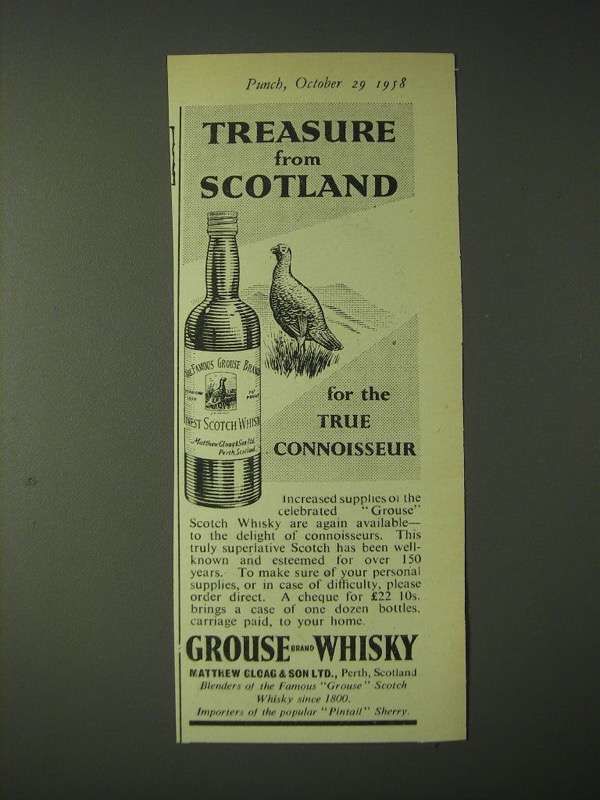 Punch, October 29 1958
TREASURE
from
SCOTLAND
THE FAMOUS GROUSE BRAND
FINEST SCOTCH WHISKY
Matthew Gloag & Son Ltd.
Perth, Scotland.
for the
TRUE
CONNOISSEUR
Increased supplies of the
celebrated "Grouse"
Scotch Whisky are again available—
to the delight of connoisseurs. This
truly superlative Scotch has been well-
known and esteemed for over 150
years. To make sure of your personal
supplies, or in case of difficulty, please
order direct. A cheque for £22 10s.
brings a case of one dozen bottles,
carriage paid, to your home.
GROUSE BRAND WHISKY
MATTHEW GLOAG & SON LTD., Perth, Scotland
Blenders of the Famous "Grouse" Scotch
Whisky since 1800.
Importers of the popular "Pintail" Sherry.